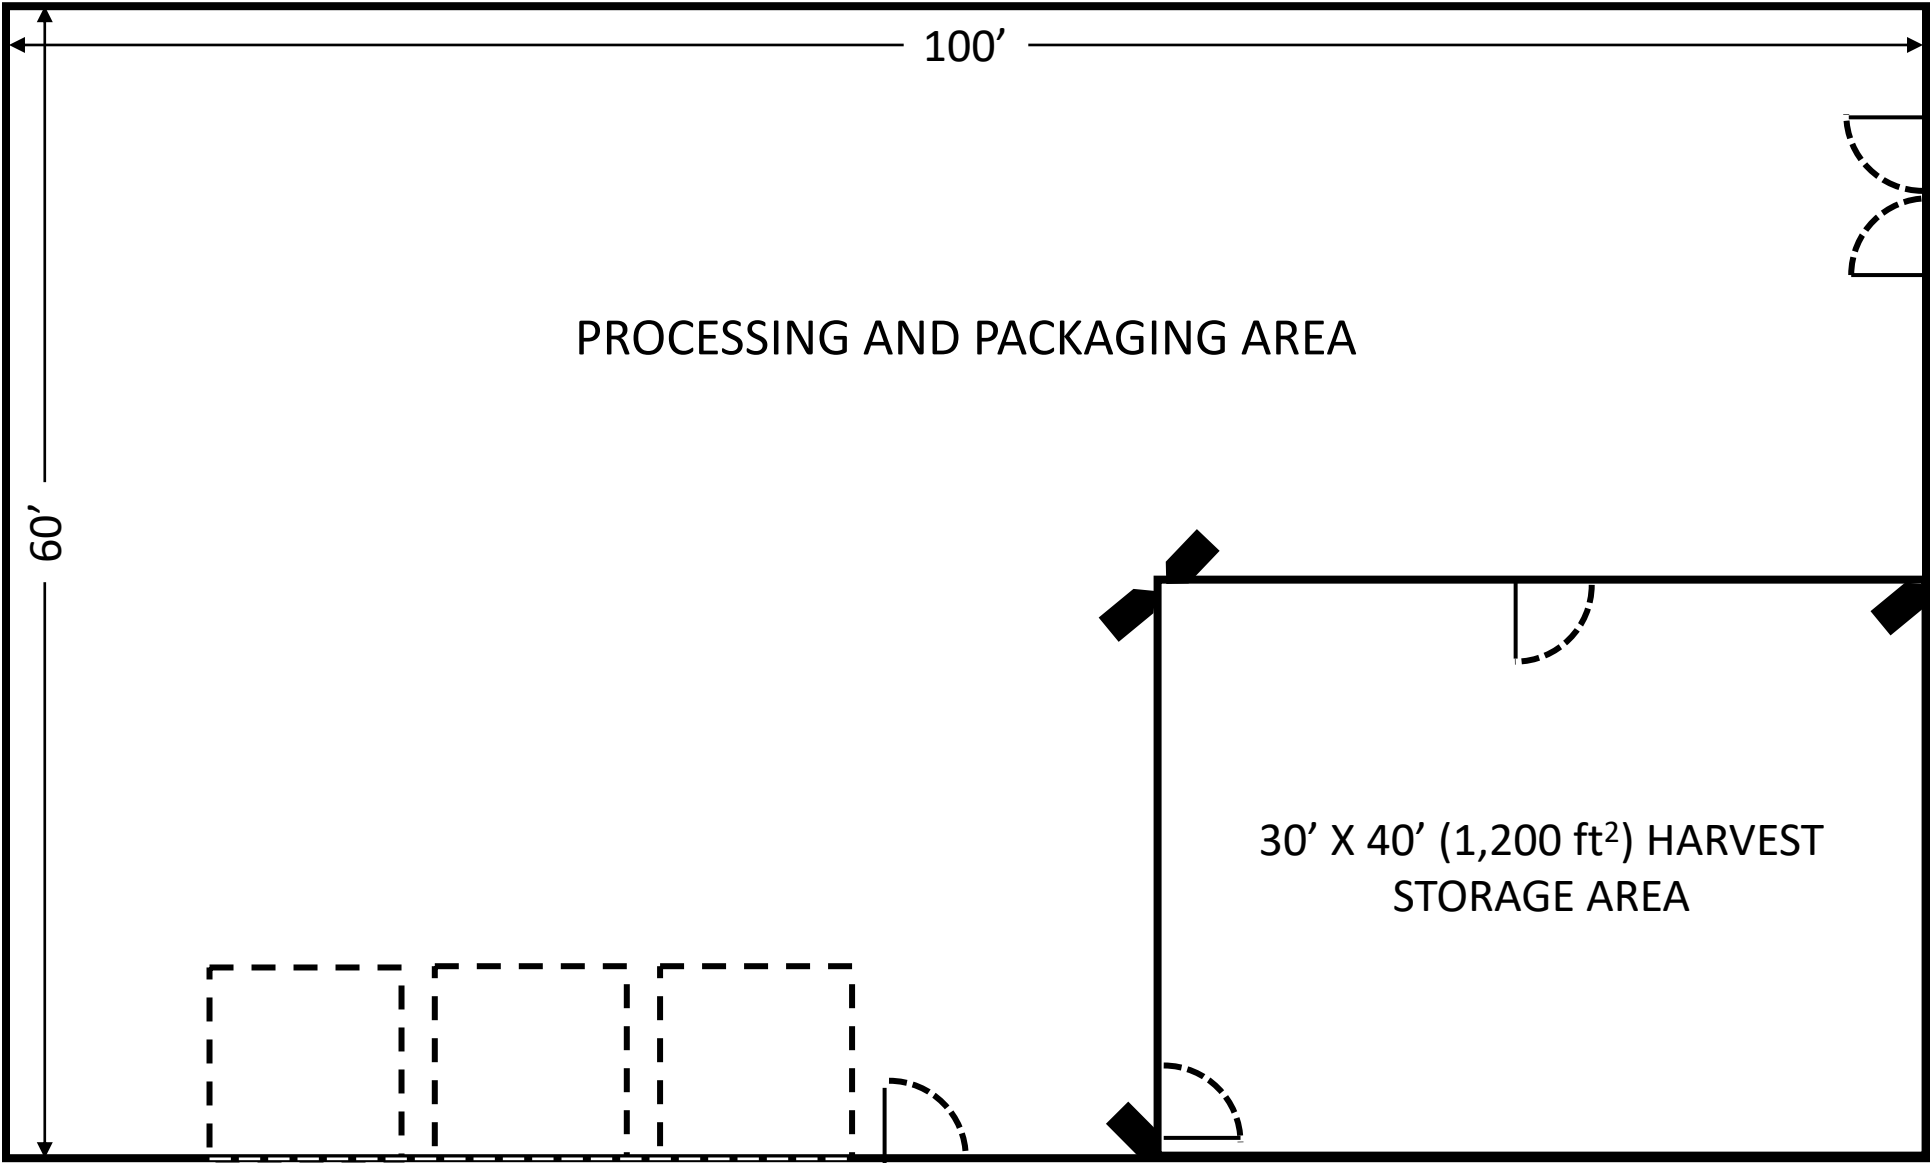 100’
PROCESSING AND PACKAGING AREA
60’
30’ X 40’ (1,200 ft²) HARVEST
STORAGE AREA